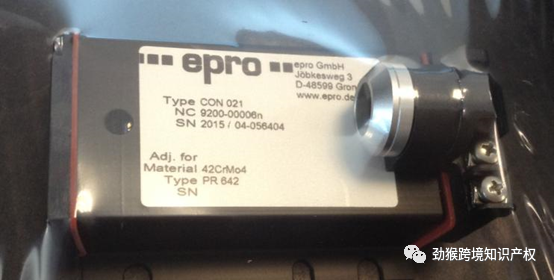 epro
epro GmbH
Jöbkesweg 3
D-48599 Gron
www.epro.de
Type CON 021
NC 9200-00006n
SN 2015 / 04-056404
Adj. for
Material 42CrMo4
Type PR 642
SN
劲猴跨境知识产权